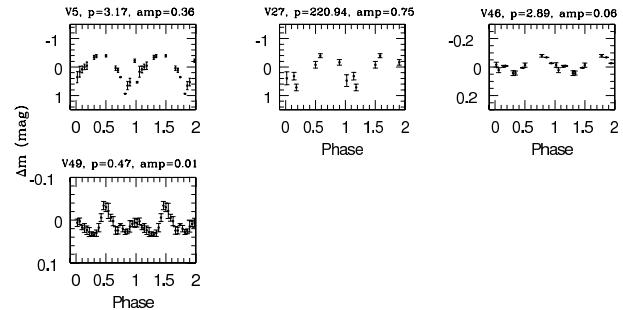 V5, p=3.17, amp=0.36
V27, p=220.94, amp=0.75
V46, p=2.89, amp=0.06
-1
0
1
-1
0
1
-0.2
0
0.2
0 0.5 1 1.5 2
0 0.5 1 1.5 2
0 0.5 1 1.5 2
Phase
Phase
Δm (mag)
V49, p=0.47, amp=0.01
-0.1
0
0.1
0 0.5 1 1.5 2
Phase